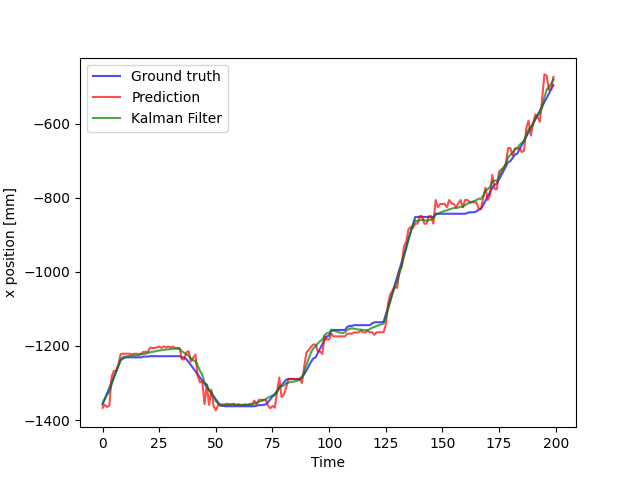 Ground truth
Prediction
Kalman Filter
x position [mm]
−600
−800
−1000
−1200
−1400
0 25 50 75 100 125 150 175 200
Time